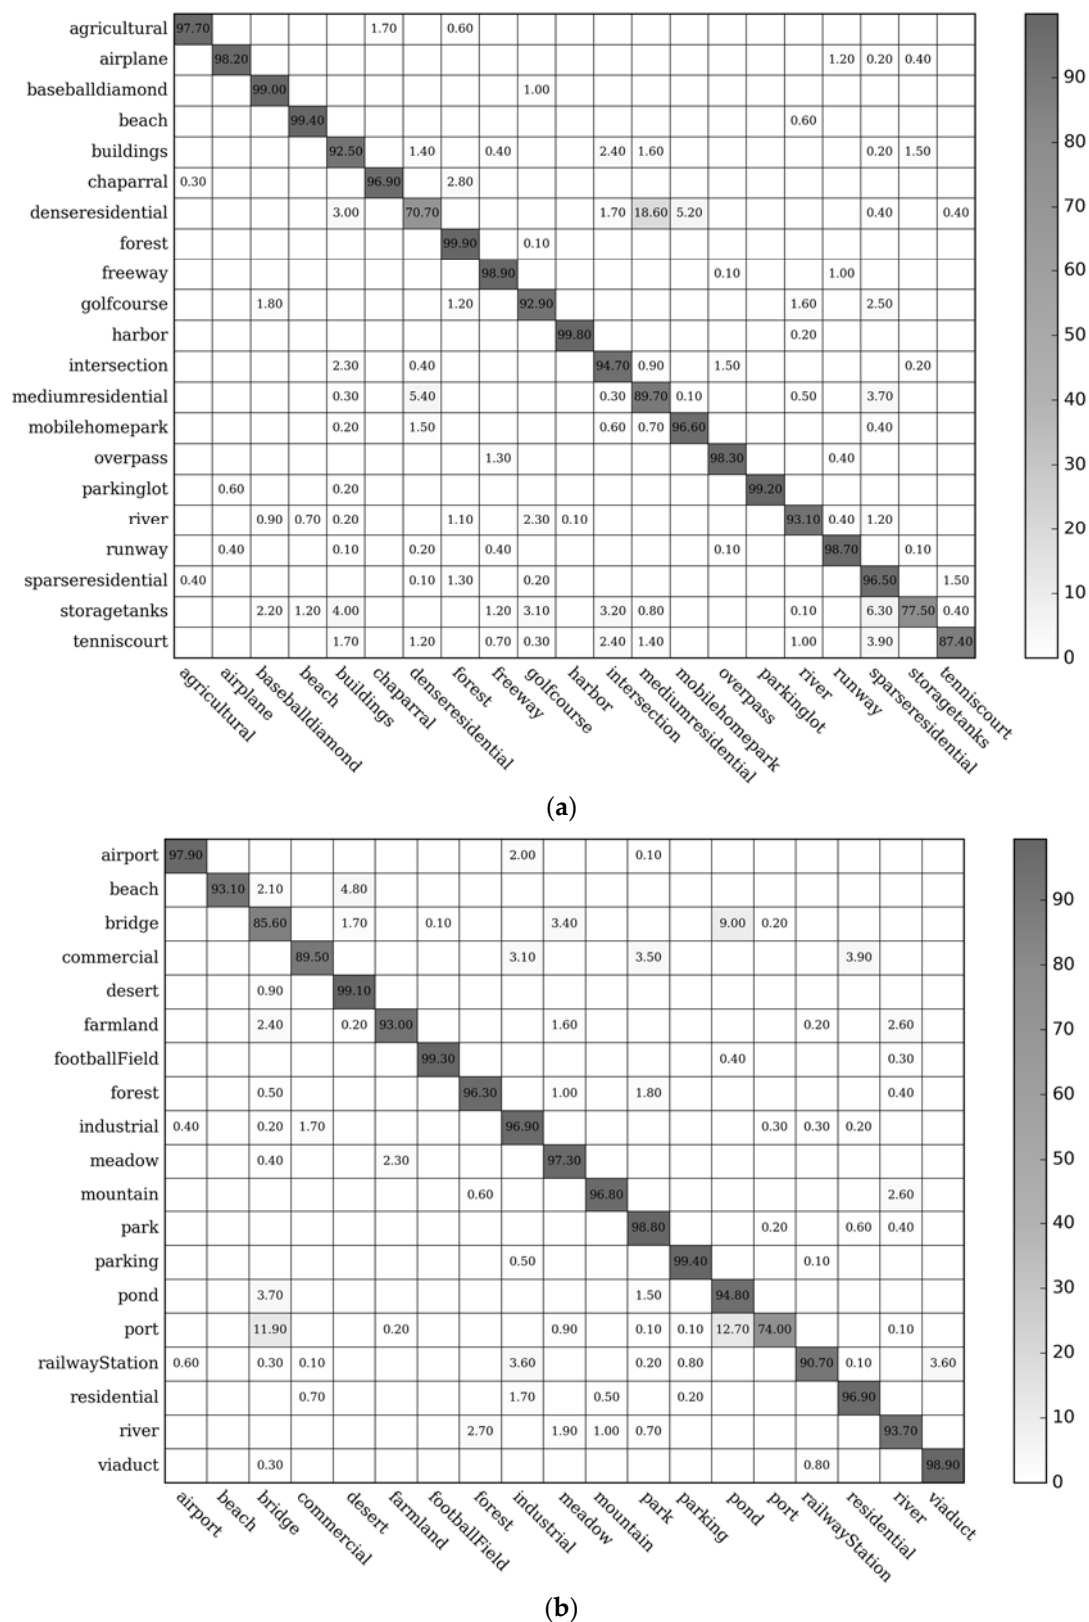 agricultural 97.70 1.70 0.60
90
airplane 98.20 1.20 0.20 0.40
baseballdiamond 99.00 1.00
80
beach 99.40 0.60
buildings 92.50 1.40 0.40 2.40 1.60 0.20 1.50
70
chaparral 0.30 96.90 2.80
denseresidential 3.00 70.70 1.70 18.60 5.20 0.40 0.40
60
forest 99.90 0.10
freeway 98.90 0.10 1.00
50
golfcourse 1.80 1.20 92.90 1.60 2.50
harbor 99.80 0.20
40
intersection 2.30 0.40 94.70 0.90 1.50 0.20
mediumresidential 0.30 5.40 0.30 89.70 0.10 0.50 3.70
mobilehomepark 0.20 1.50 0.60 0.70 96.60 0.40
30
overpass 1.30 98.30 0.40
parkinglot 0.60 0.20 99.20
20
river 0.90 0.70 0.20 1.10 2.30 0.10 93.10 0.40 1.20
runway 0.40 0.10 0.20 0.40 0.10 98.70 0.10
sparseresidential 0.40 0.10 1.30 0.20 96.50 1.50
10
storagetanks 2.20 1.20 4.00 1.20 3.10 3.20 0.80 0.10 6.30 77.50 0.40
tenniscourt 1.70 1.20 0.70 0.30 2.40 1.40 1.00 3.90 87.40
0
agricultural airplane baseballdiamond beach buildings chaparral denseresidential forest freeway golfcourse harbor intersection mediumresidential mobilehomepark overpass parkinglot river runway sparseresidential storagetanks tenniscourt
(a)
airport 97.90 2.00 0.10
beach 93.10 2.10 4.80
90
bridge 85.60 1.70 0.10 3.40 9.00 0.20
commercial 89.50 3.10 3.50 3.90
80
desert 0.90 99.10
farmland 2.40 0.20 93.00 1.60 0.20 2.60
70
footballField 99.30 0.40 0.30
forest 0.50 96.30 1.00 1.80 0.40
60
industrial 0.40 0.20 1.70 96.90 0.30 0.30 0.20
meadow 0.40 2.30 97.30
50
mountain 0.60 96.80 2.60
park 98.80 0.20 0.60 0.40
40
parking 0.50 99.40 0.10
pond 3.70 1.50 94.80
30
port 11.90 0.20 0.90 0.10 0.10 12.70 74.00 0.10
railwayStation 0.60 0.30 0.10 3.60 0.20 0.80 90.70 0.10 3.60
20
residential 0.70 1.70 0.50 0.20 96.90
10
river 2.70 1.90 1.00 0.70 93.70
viaduct 0.30 0.80 98.90
0
airport beach bridge commercial desert farmland footballField forest industrial meadow mountain park parking pond port railwayStation residential river viaduct
(b)